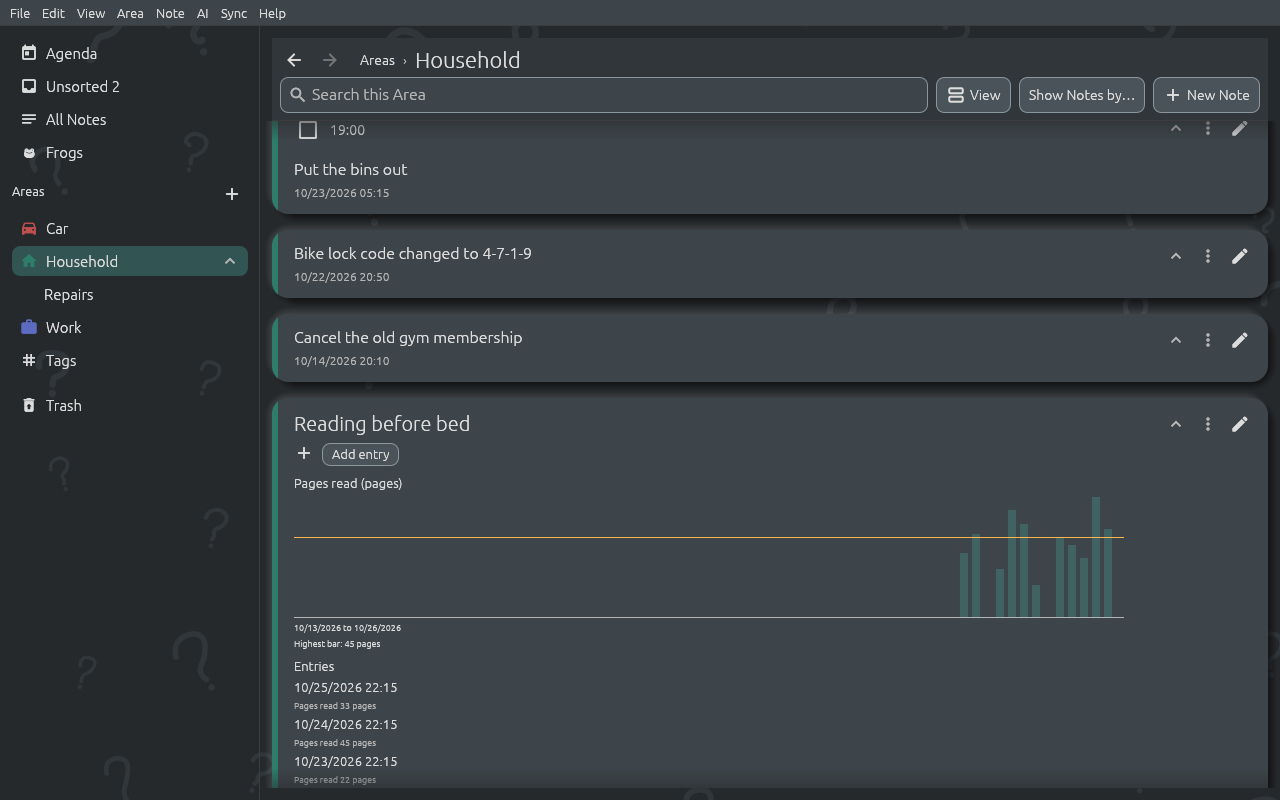 File Edit View Area Note AI Sync Help
Agenda
Unsorted 2
All Notes
Frogs
Areas
Car
Household
Repairs
Work
Tags
Trash
Areas › Household
Search this Area
View
Show Notes by...
New Note
19:00
Put the bins out
10/23/2026 05:15
Bike lock code changed to 4-7-1-9
10/22/2026 20:50
Cancel the old gym membership
10/14/2026 20:10
Reading before bed
Add entry
Pages read (pages)
10/13/2026 to 10/26/2026
Highest bar: 45 pages
Entries
10/25/2026 22:15
Pages read 33 pages
10/24/2026 22:15
Pages read 45 pages
10/23/2026 22:15
Pages read 22 pages